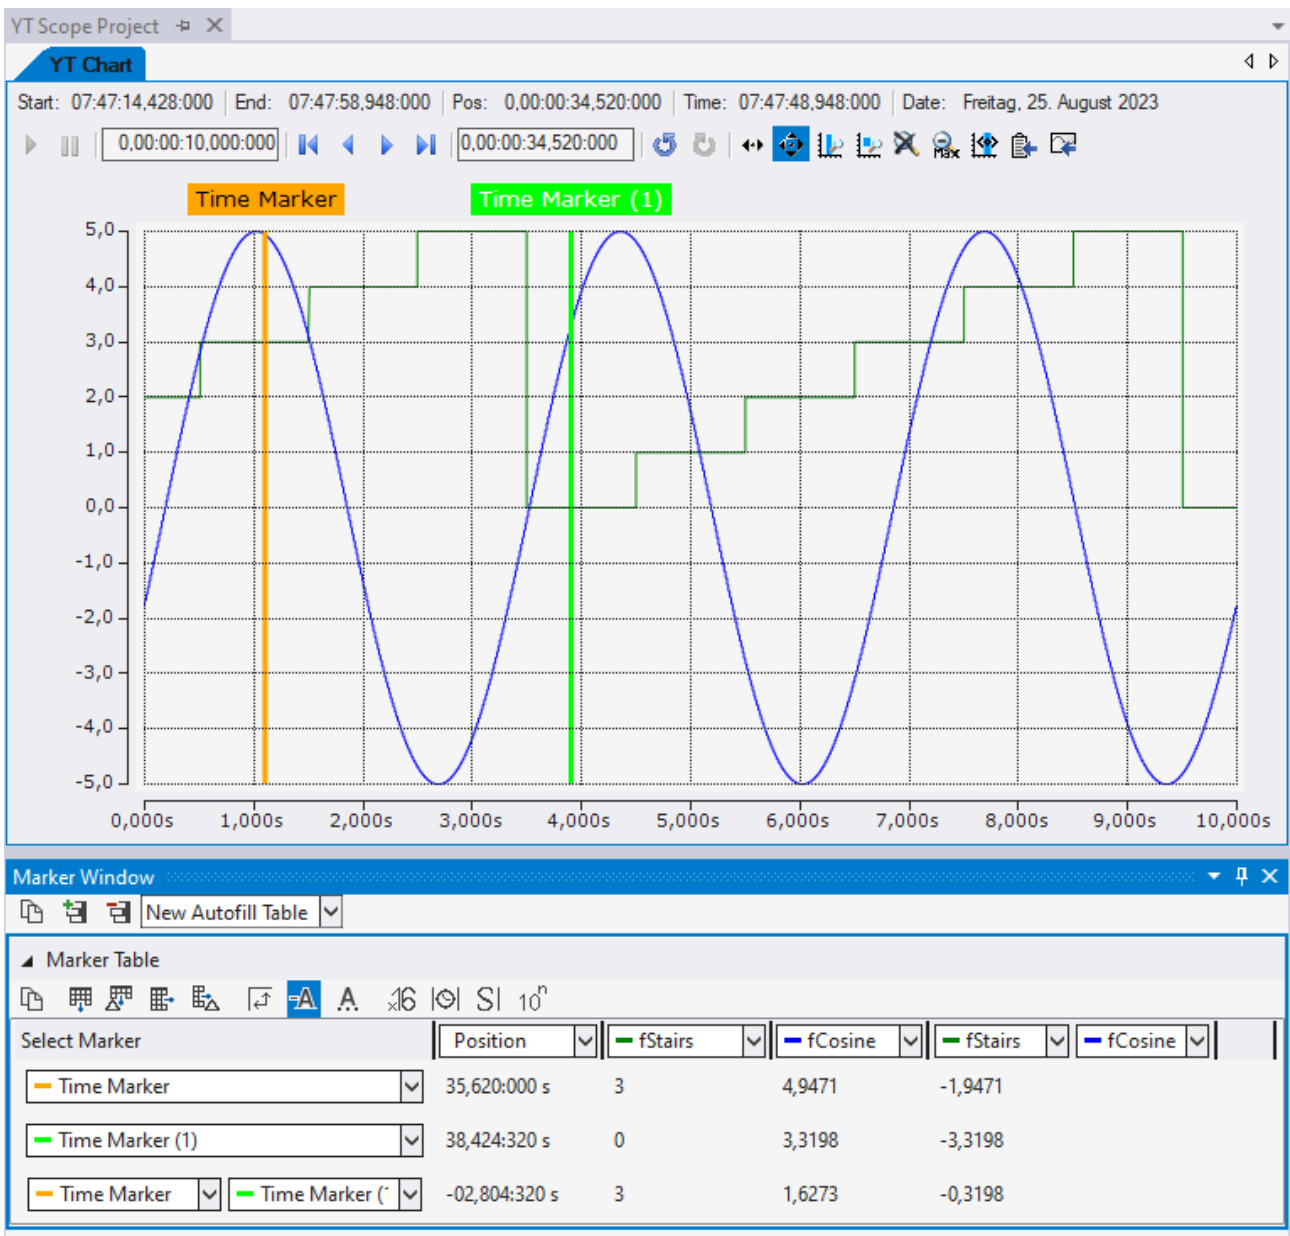 YT Scope Project
YT Chart
Start: 07:47:14,428:000 End: 07:47:58,948:000 Pos: 0,00:00:34,520:000 Time: 07:47:48,948:000 Date: Freitag, 25. August 2023
0,00:00:10,000:000 0,00:00:34,520:000 Max
Time Marker Time Marker (1)
5,0
4,0
3,0
2,0
1,0
0,0
-1,0
-2,0
-3,0
-4,0
-5,0
0,000s 1,000s 2,000s 3,000s 4,000s 5,000s 6,000s 7,000s 8,000s 9,000s 10,000s
Marker Window
New Autofill Table
Marker Table
A A x16 S 10ⁿ
Select Marker Position fStairs fCosine fStairs fCosine
Time Marker 35,620:000 s 3 4,9471 -1,9471
Time Marker (1) 38,424:320 s 0 3,3198 -3,3198
Time Marker Time Marker (1 -02,804:320 s 3 1,6273 -0,3198